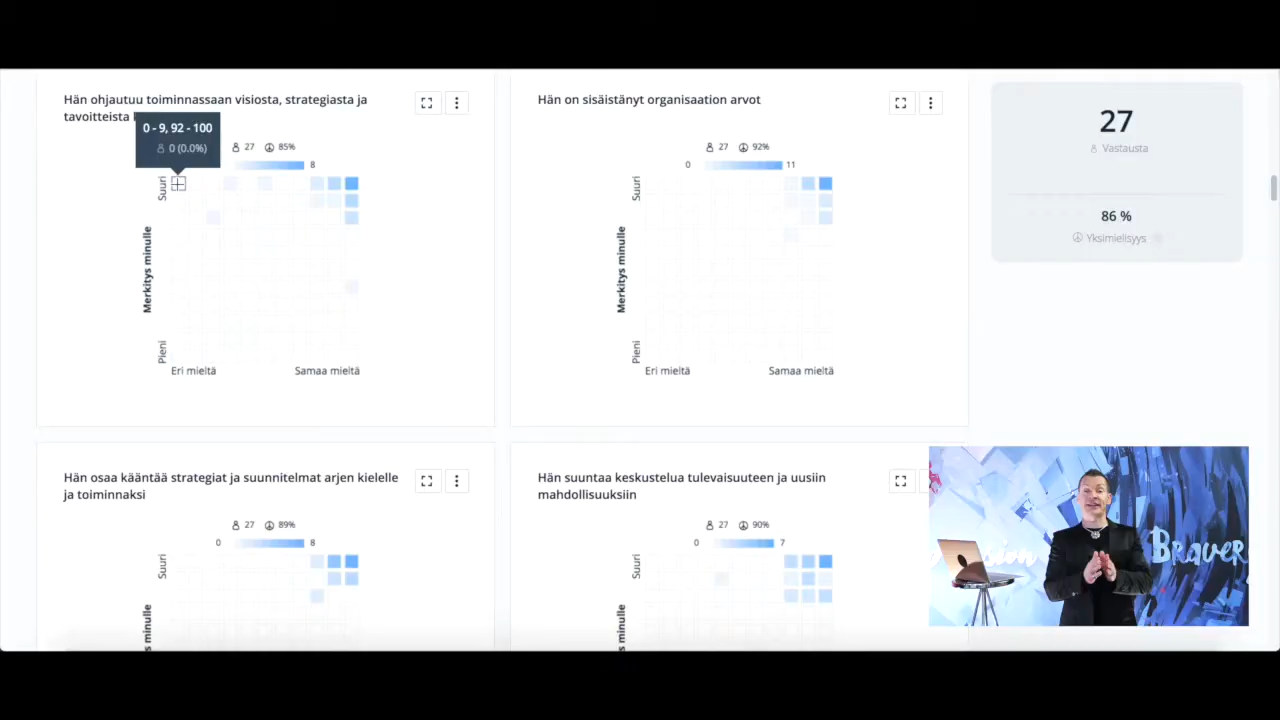 Hän ohjautuu toiminnassaan visiosta, strategiasta ja
tavoitteista
0 - 9, 92 - 100
0 (0.0%)
27 85%
8
Suuri
Merkitys minulle
Pieni
Eri mieltä Samaa mieltä
Hän on sisäistänyt organisaation arvot
27 92%
0 11
Suuri
Merkitys minulle
Pieni
Eri mieltä Samaa mieltä
27
Vastausta
86 %
Yksimielisyys
Hän osaa kääntää strategiat ja suunnitelmat arjen kielelle
ja toiminnaksi
27 89%
0 8
Suuri
s minulle
Hän suuntaa keskustelua tulevaisuuteen ja uusiin
mahdollisuuksiin
27 90%
0 7
Suuri
s minulle
Braver